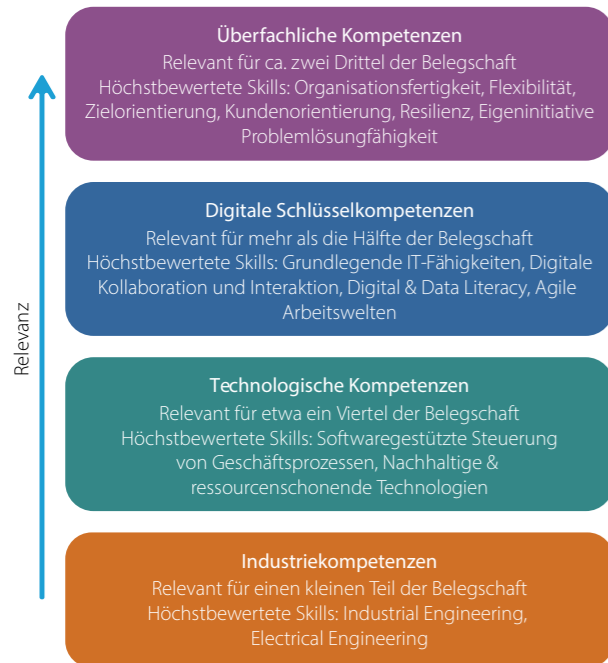 Überfachliche Kompetenzen
Relevant für ca. zwei Drittel der Belegschaft
Höchstbewertete Skills: Organisationsfertigkeit, Flexibilität,
Zielorientierung, Kundenorientierung, Resilienz, Eigeninitiative
Problemlösungfähigkeit
Digitale Schlüsselkompetenzen
Relevant für mehr als die Hälfte der Belegschaft
Höchstbewertete Skills: Grundlegende IT-Fähigkeiten, Digitale
Kollaboration und Interaktion, Digital & Data Literacy, Agile
Arbeitswelten
Relevanz
Technologische Kompetenzen
Relevant für etwa ein Viertel der Belegschaft
Höchstbewertete Skills: Softwaregestützte Steuerung
von Geschäftsprozessen, Nachhaltige &
ressourcenschonende Technologien
Industriekompetenzen
Relevant für einen kleinen Teil der Belegschaft
Höchstbewertete Skills: Industrial Engineering,
Electrical Engineering